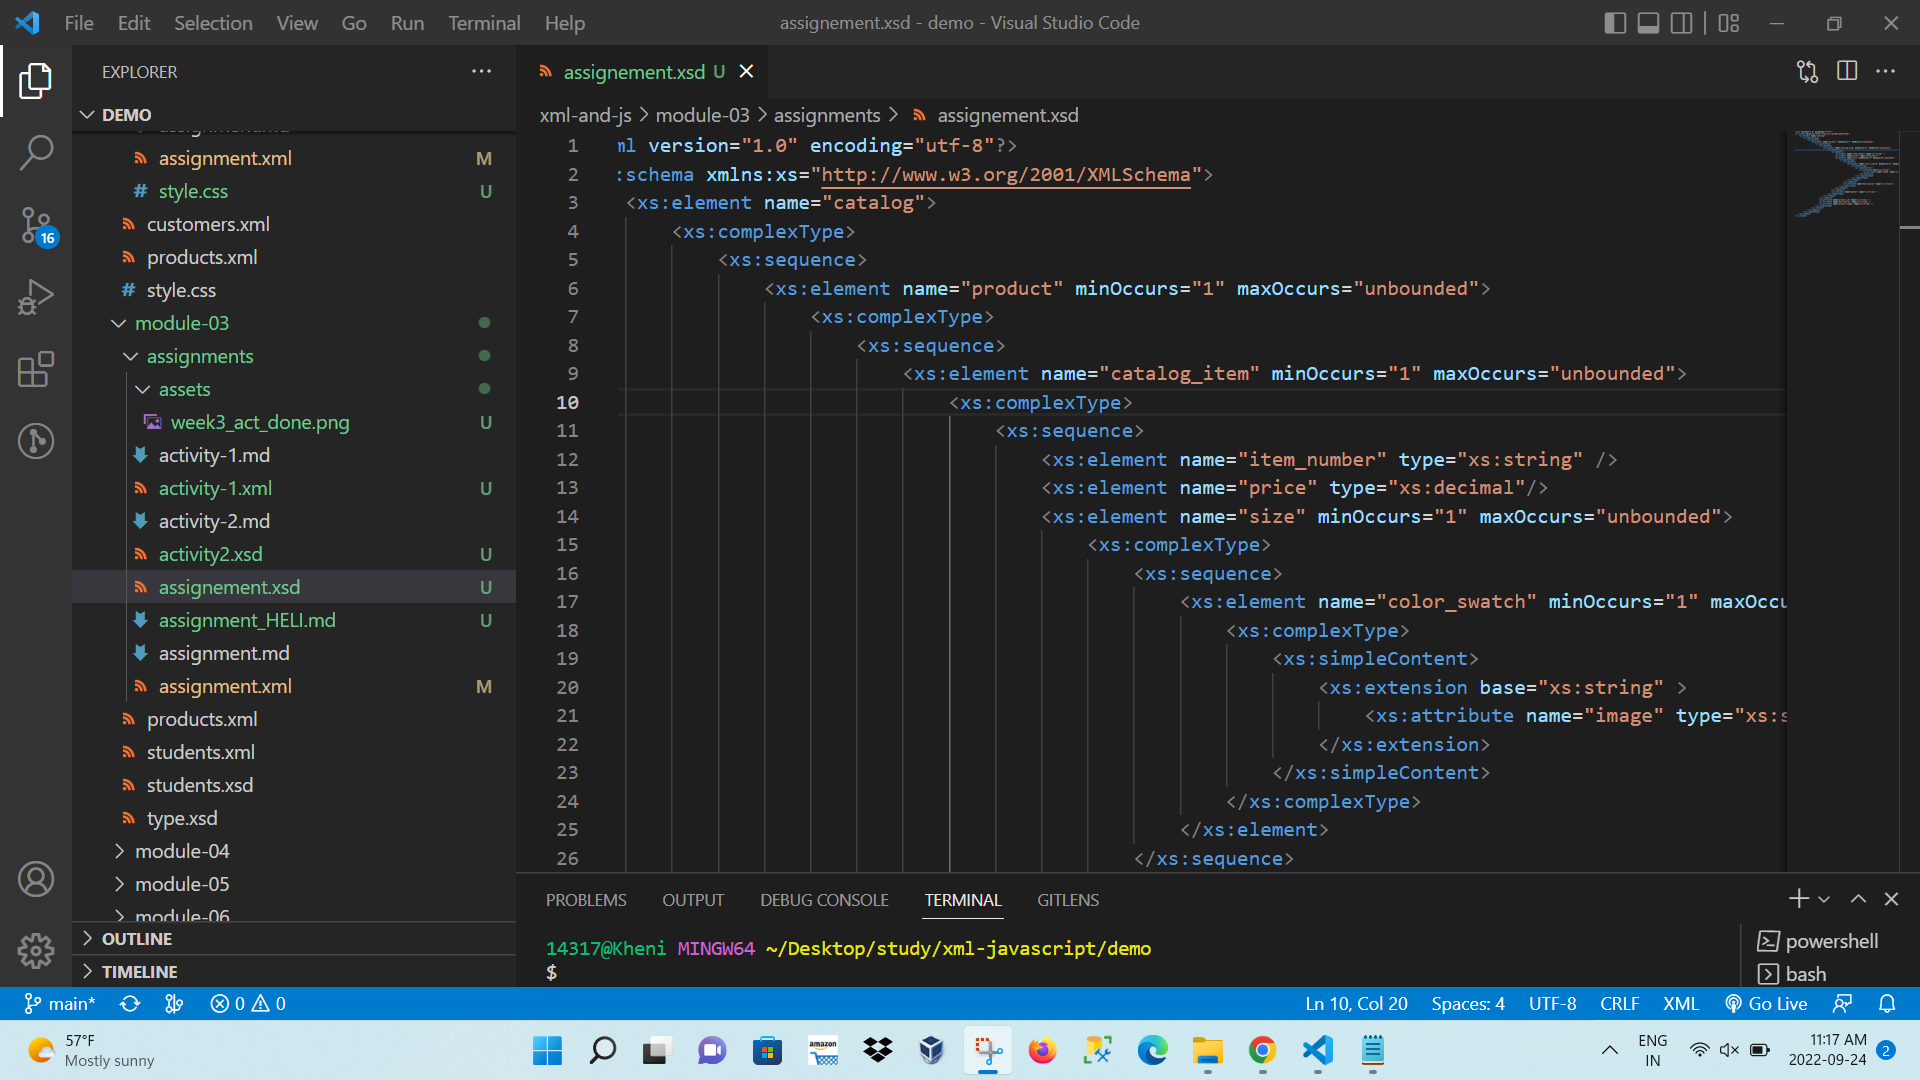 File Edit Selection View Go Run Terminal Help
assignement.xsd - demo - Visual Studio Code
EXPLORER
DEMO
assignment.xml M
style.css U
customers.xml
products.xml
style.css
module-03
assignments
assets
week3_act_done.png U
activity-1.md
activity-1.xml U
activity-2.md
activity2.xsd U
assignement.xsd U
assignment_HELI.md U
assignment.md
assignment.xml M
products.xml
students.xml
students.xsd
type.xsd
module-04
module-05
module-06
OUTLINE
TIMELINE
16
assignement.xsd U
xml-and-js > module-03 > assignments > assignement.xsd
1 ml version="1.0" encoding="utf-8"?>
2 :schema xmlns:xs="http://www.w3.org/2001/XMLSchema">
3 <xs:element name="catalog">
4 <xs:complexType>
5 <xs:sequence>
6 <xs:element name="product" minOccurs="1" maxOccurs="unbounded">
7 <xs:complexType>
8 <xs:sequence>
9 <xs:element name="catalog_item" minOccurs="1" maxOccurs="unbounded">
10 <xs:complexType>
11 <xs:sequence>
12 <xs:element name="item_number" type="xs:string" />
13 <xs:element name="price" type="xs:decimal"/>
14 <xs:element name="size" minOccurs="1" maxOccurs="unbounded">
15 <xs:complexType>
16 <xs:sequence>
17 <xs:element name="color_swatch" minOccurs="1" maxOccu
18 <xs:complexType>
19 <xs:simpleContent>
20 <xs:extension base="xs:string" >
21 <xs:attribute name="image" type="xs:s
22 </xs:extension>
23 </xs:simpleContent>
24 </xs:complexType>
25 </xs:element>
26 </xs:sequence>
PROBLEMS OUTPUT DEBUG CONSOLE TERMINAL GITLENS
14317@Kheni MINGW64 ~/Desktop/study/xml-javascript/demo
$
powershell
bash
main* 0 0
Ln 10, Col 20 Spaces: 4 UTF-8 CRLF XML Go Live
57°F
Mostly sunny
amazon
ENG
IN
11:17 AM
2022-09-24
2